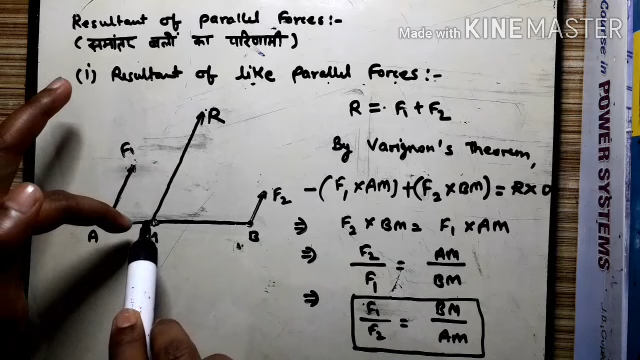 Made with KINEMASTER
Resultant of parallel Forces:-
(समांतर बलों का परिणामी)
(i) Resultant of like parallel Forces:-
R = F₁ + F₂
By Varignon's Theorem,
-(F₁ × AM) + (F₂ × BM) = R × 0
⇒ F₂ × BM = F₁ × AM
⇒ F₂/F₁ = AM/BM
⇒ F₁/F₂ = BM/AM
R
F₁
F₂
A
M
B
Course in POWER SYSTEMS